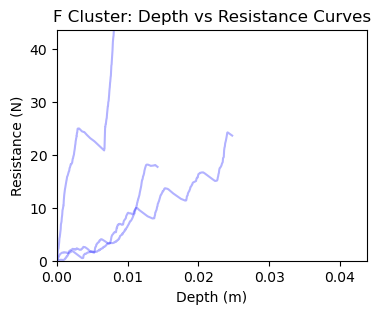 F Cluster: Depth vs Resistance Curves
40
30
20
10
0
Resistance (N)
0.00 0.01 0.02 0.03 0.04
Depth (m)